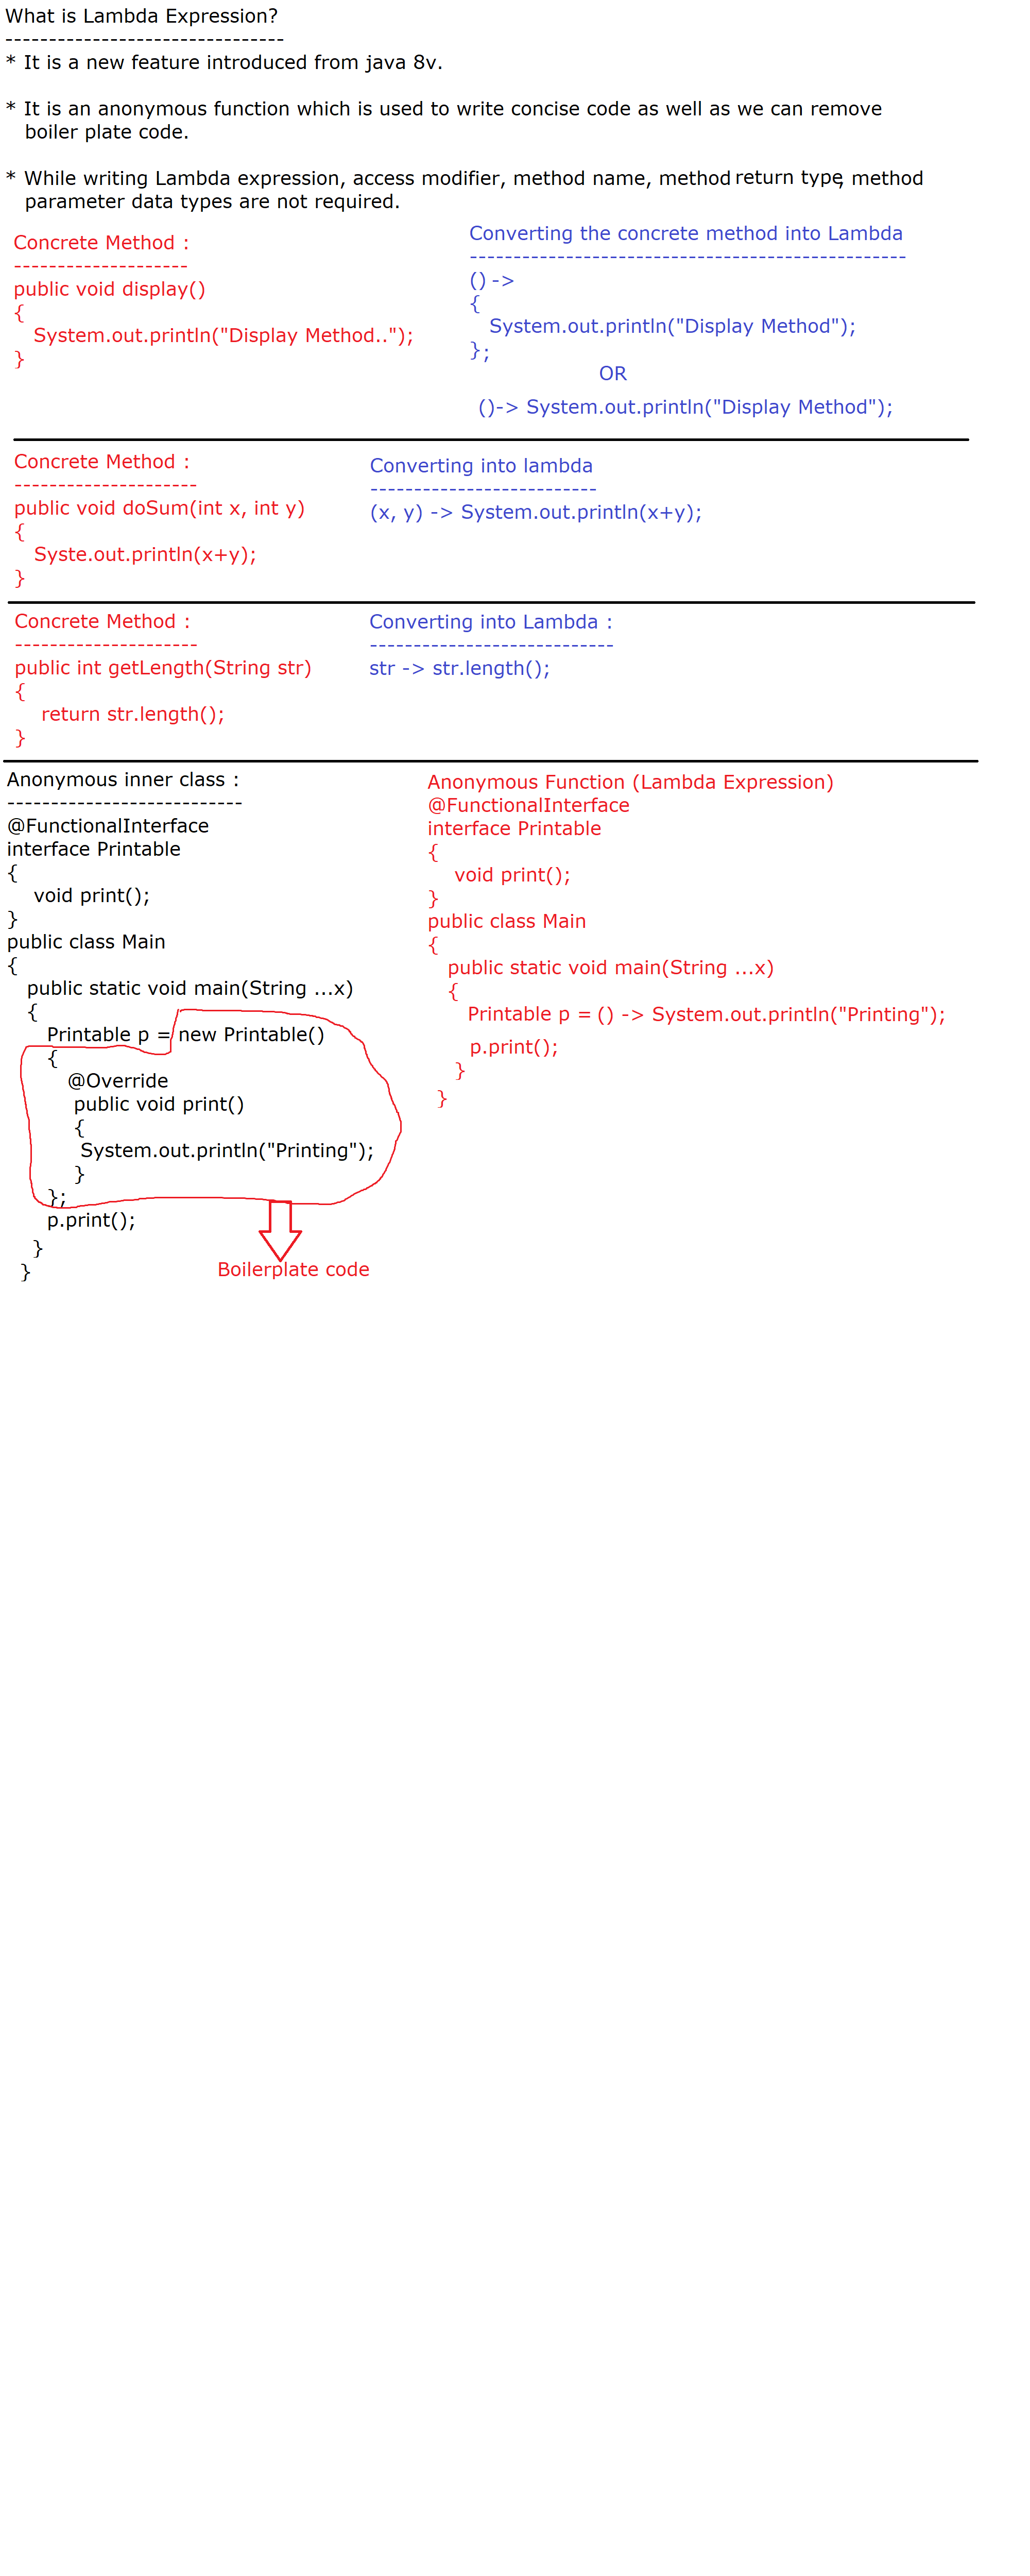 What is Lambda Expression?
--------------------------------
* It is a new feature introduced from java 8v.
* It is an anonymous function which is used to write concise code as well as we can remove
boiler plate code.
* While writing Lambda expression, access modifier, method name, method return type, method
parameter data types are not required.
Concrete Method :
--------------------
public void display()
{
System.out.println("Display Method..");
}
Converting the concrete method into Lambda
--------------------------------------------------
() ->
{
System.out.println("Display Method");
};
OR
()-> System.out.println("Display Method");
Concrete Method :
---------------------
public void doSum(int x, int y)
{
Syste.out.println(x+y);
}
Converting into lambda
--------------------------
(x, y) -> System.out.println(x+y);
Concrete Method :
---------------------
public int getLength(String str)
{
return str.length();
}
Converting into Lambda :
----------------------------
str -> str.length();
Anonymous inner class :
---------------------------
@FunctionalInterface
interface Printable
{
void print();
}
public class Main
{
public static void main(String ...x)
{
Printable p = new Printable()
{
@Override
public void print()
{
System.out.println("Printing");
}
};
p.print();
}
}
Boilerplate code
Anonymous Function (Lambda Expression)
@FunctionalInterface
interface Printable
{
void print();
}
public class Main
{
public static void main(String ...x)
{
Printable p = () -> System.out.println("Printing");
p.print();
}
}